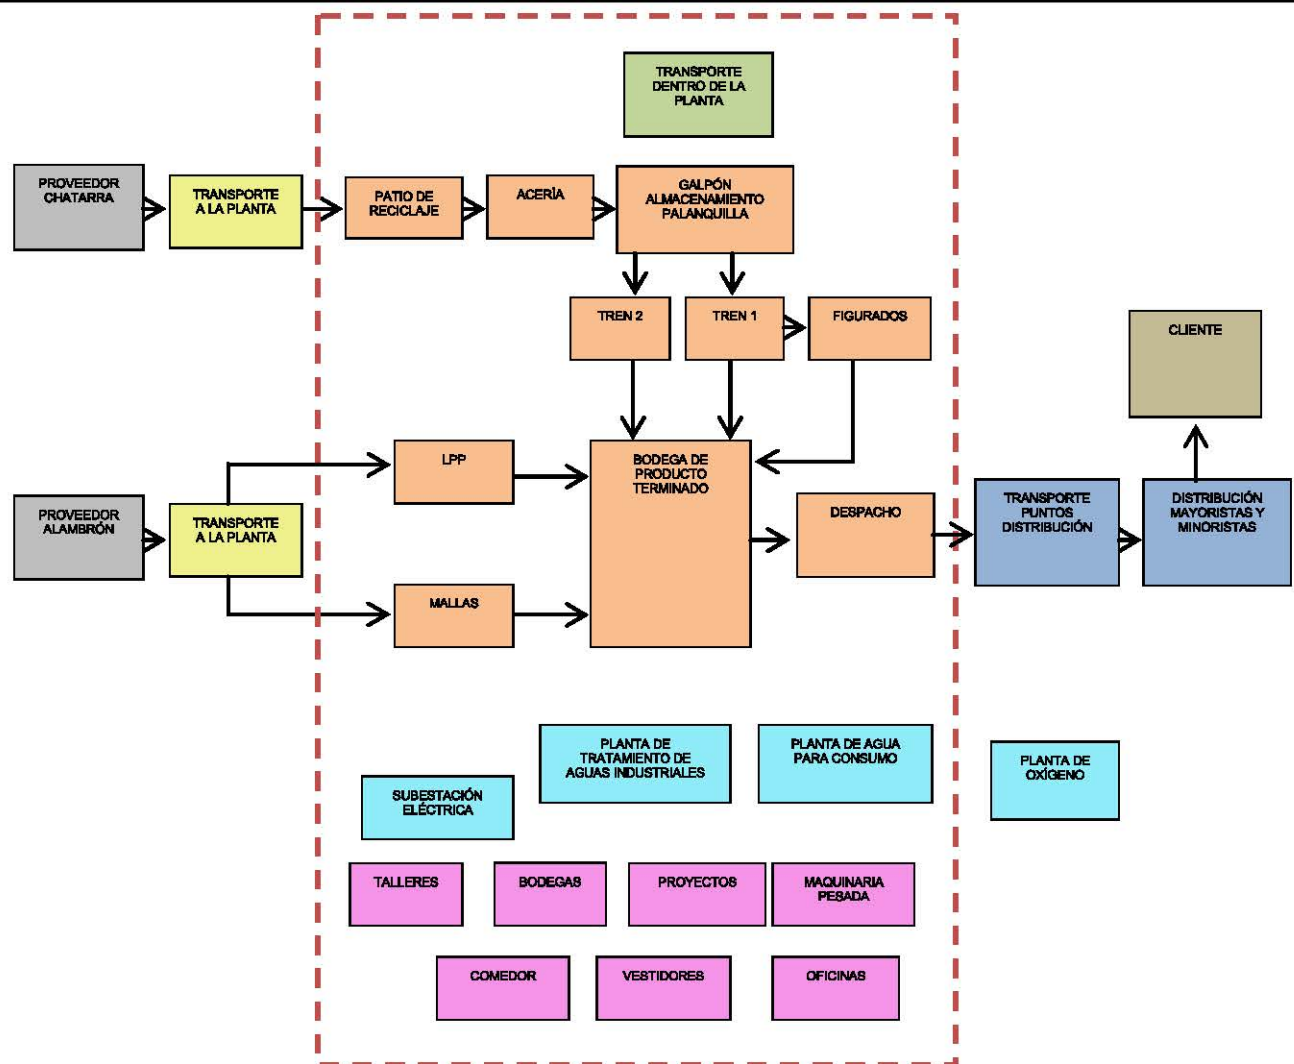 TRANSPORTE
DENTRO DE LA
PLANTA
PROVEEDOR
CHATARRA
TRANSPORTE
A LA PLANTA
PATIO DE
RECICLAJE
ACERÌA
GALPÓN
ALMACENAMIENTO
PALANQUILLA
TREN 2
TREN 1
FIGURADOS
CLIENTE
LPP
BODEGA DE
PRODUCTO
TERMINADO
PROVEEDOR
ALAMBRÓN
TRANSPORTE
A LA PLANTA
DESPACHO
TRANSPORTE
PUNTOS
DISTRIBUCIÓN
DISTRIBUCIÓN
MAYORISTAS Y
MINORISTAS
MALLAS
PLANTA DE
TRATAMIENTO DE
AGUAS INDUSTRIALES
PLANTA DE AGUA
PARA CONSUMO
PLANTA DE
OXÍGENO
SUBESTACIÓN
ELÉCTRICA
TALLERES
BODEGAS
PROYECTOS
MAQUINARIA
PESADA
COMEDOR
VESTIDORES
OFICINAS